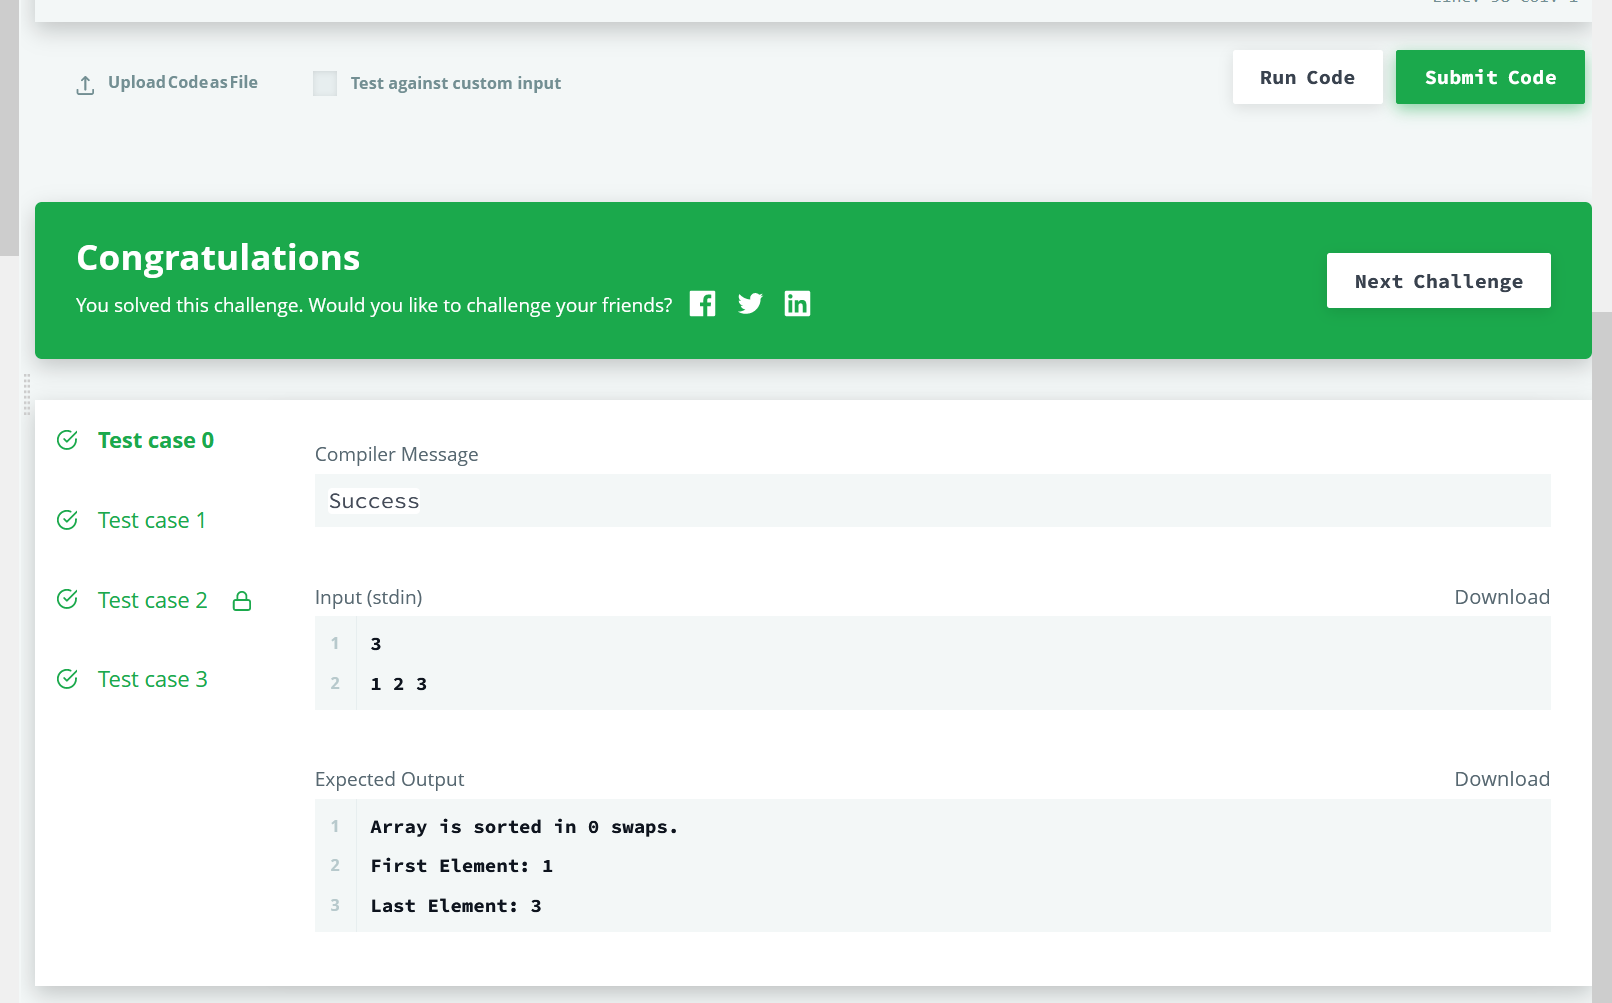 Upload Code as File
Test against custom input
Run Code
Submit Code
Congratulations
You solved this challenge. Would you like to challenge your friends?
Next Challenge
Test case 0
Test case 1
Test case 2
Test case 3
Compiler Message
Success
Input (stdin)
Download
1 3
2 1 2 3
Expected Output
Download
1 Array is sorted in 0 swaps.
2 First Element: 1
3 Last Element: 3